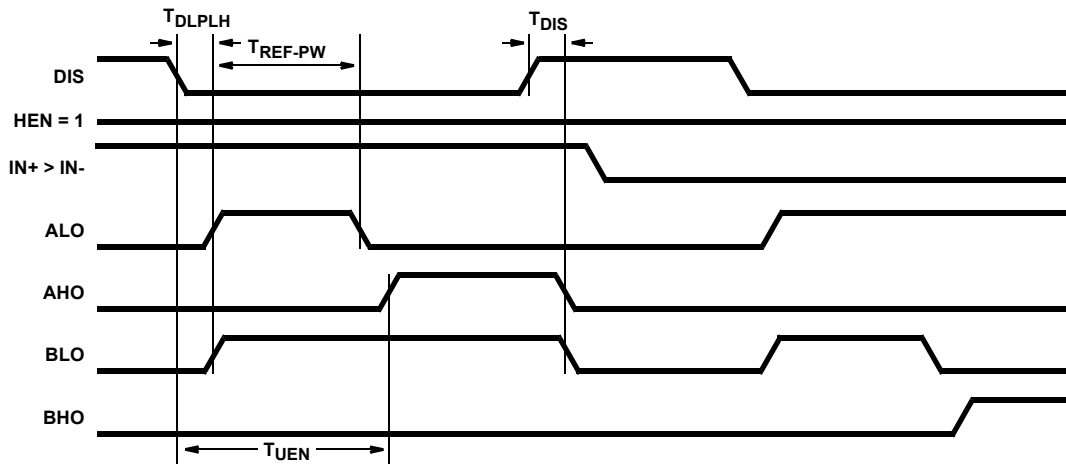 TDLPLH
TREF-PW
TDIS
DIS
HEN = 1
IN+ > IN-
ALO
AHO
BLO
BHO
TUEN